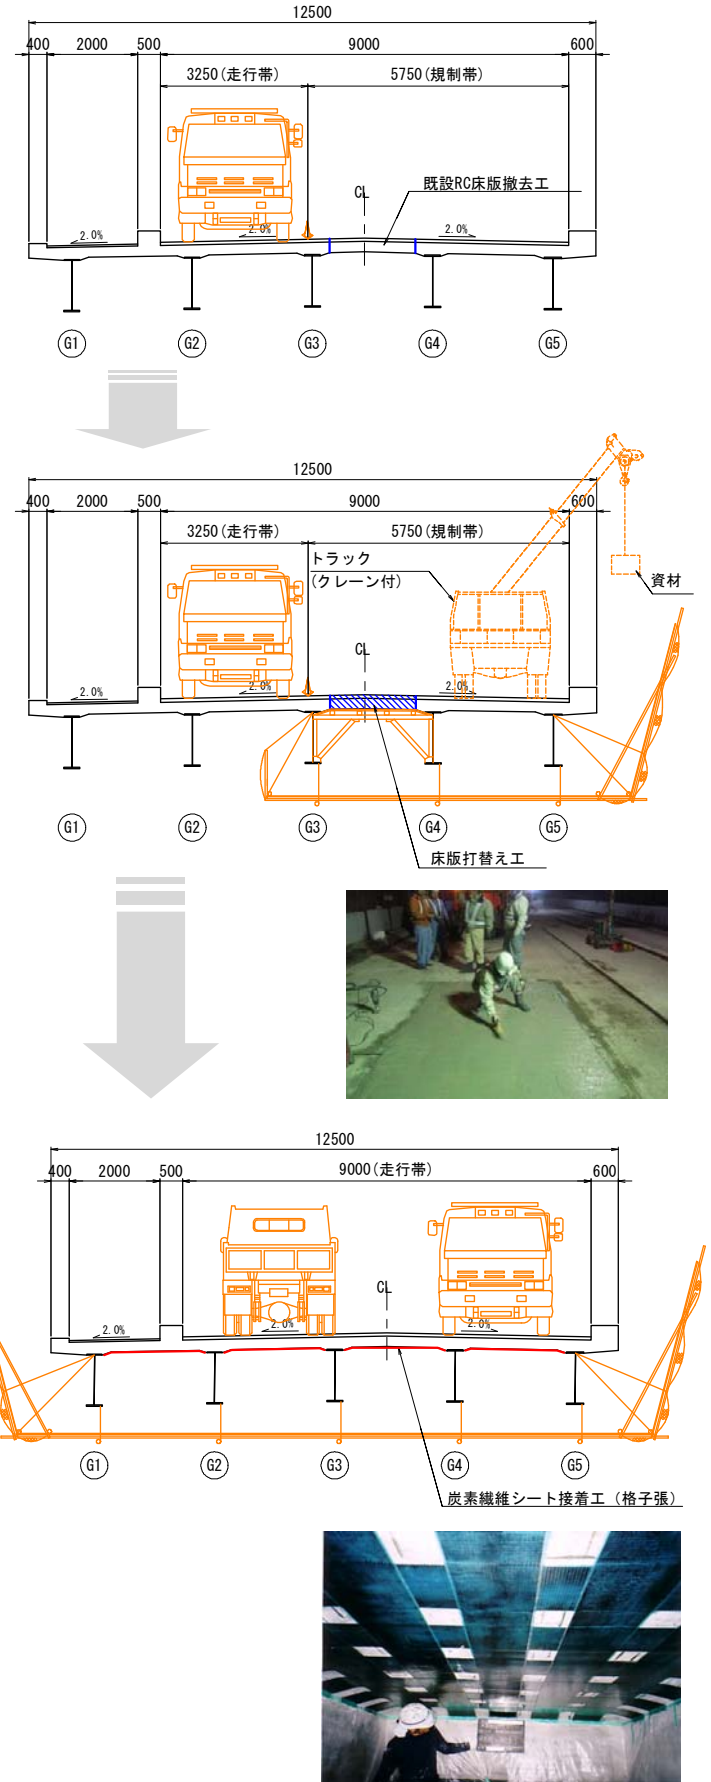 12500
400 2000 500 9000 600
3250(走行帯) 5750(規制帯)
CL
既設RC床版撤去工
2.0% 2.0% 2.0%
G1 G2 G3 G4 G5
12500
400 2000 500 9000 600
3250(走行帯) 5750(規制帯)
トラック
(クレーン付)
資材
CL
2.0% 2.0% 2.0%
G1 G2 G3 G4 G5
床版打替え工
12500
400 2000 500 9000(走行帯) 600
CL
2.0% 2.0% 2.0%
G1 G2 G3 G4 G5
炭素繊維シート接着工(格子張)